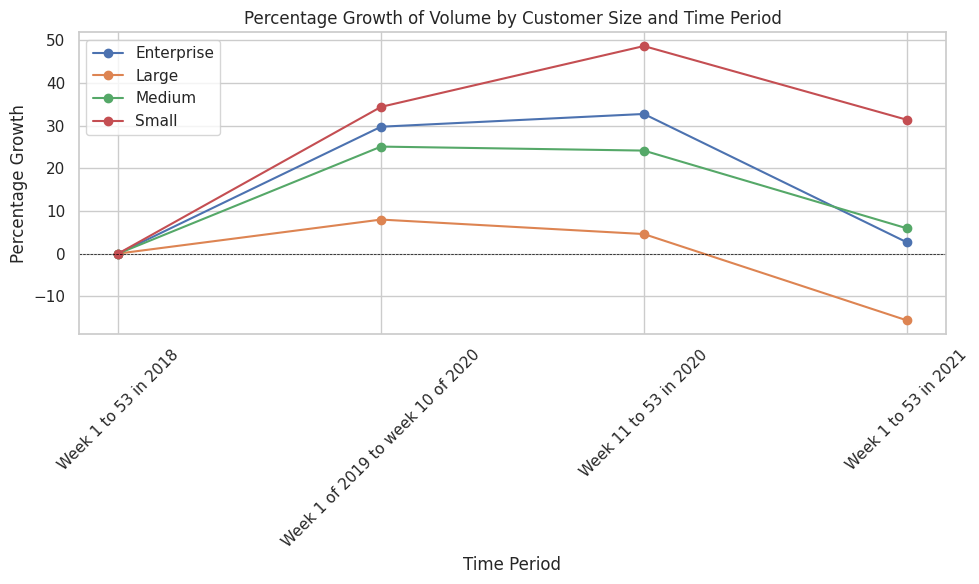 Percentage Growth of Volume by Customer Size and Time Period
Percentage Growth
50
40
30
20
10
0
−10
Enterprise
Large
Medium
Small
Week 1 to 53 in 2018
Week 1 of 2019 to week 10 of 2020
Week 11 to 53 in 2020
Week 1 to 53 in 2021
Time Period